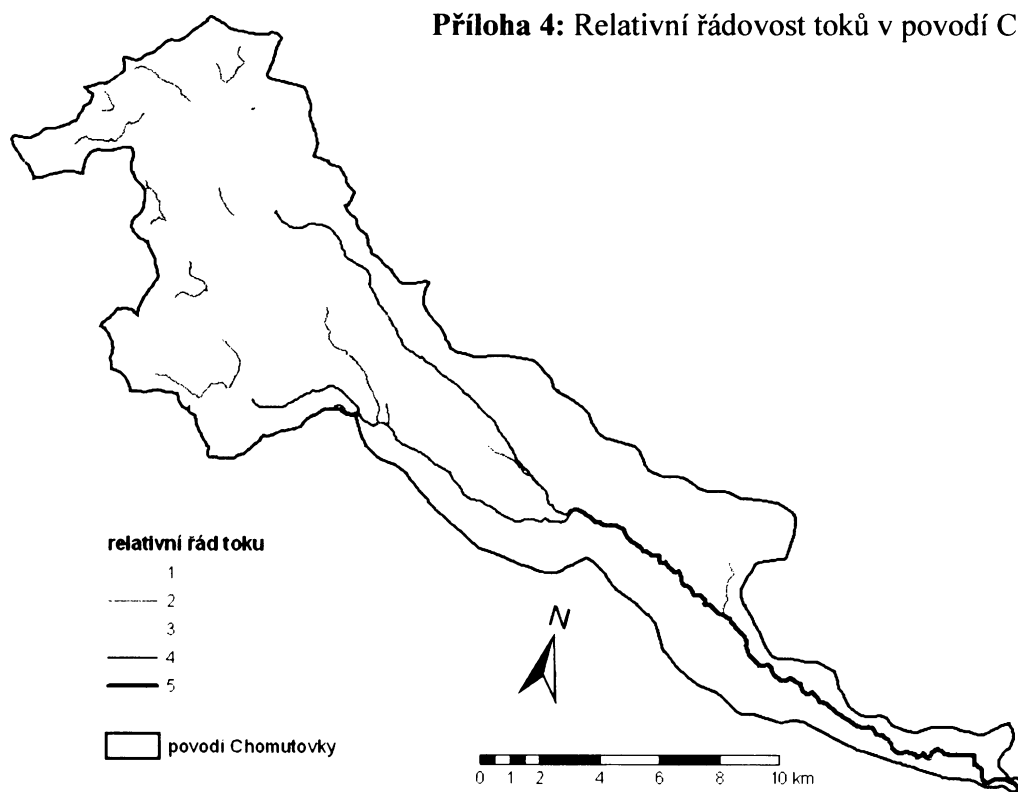 Příloha 4: Relativní řádovost toků v povodí C
relativní řád toku
1
2
3
4
5
povodí Chomutovky
N
0 1 2 4 6 8 10 km